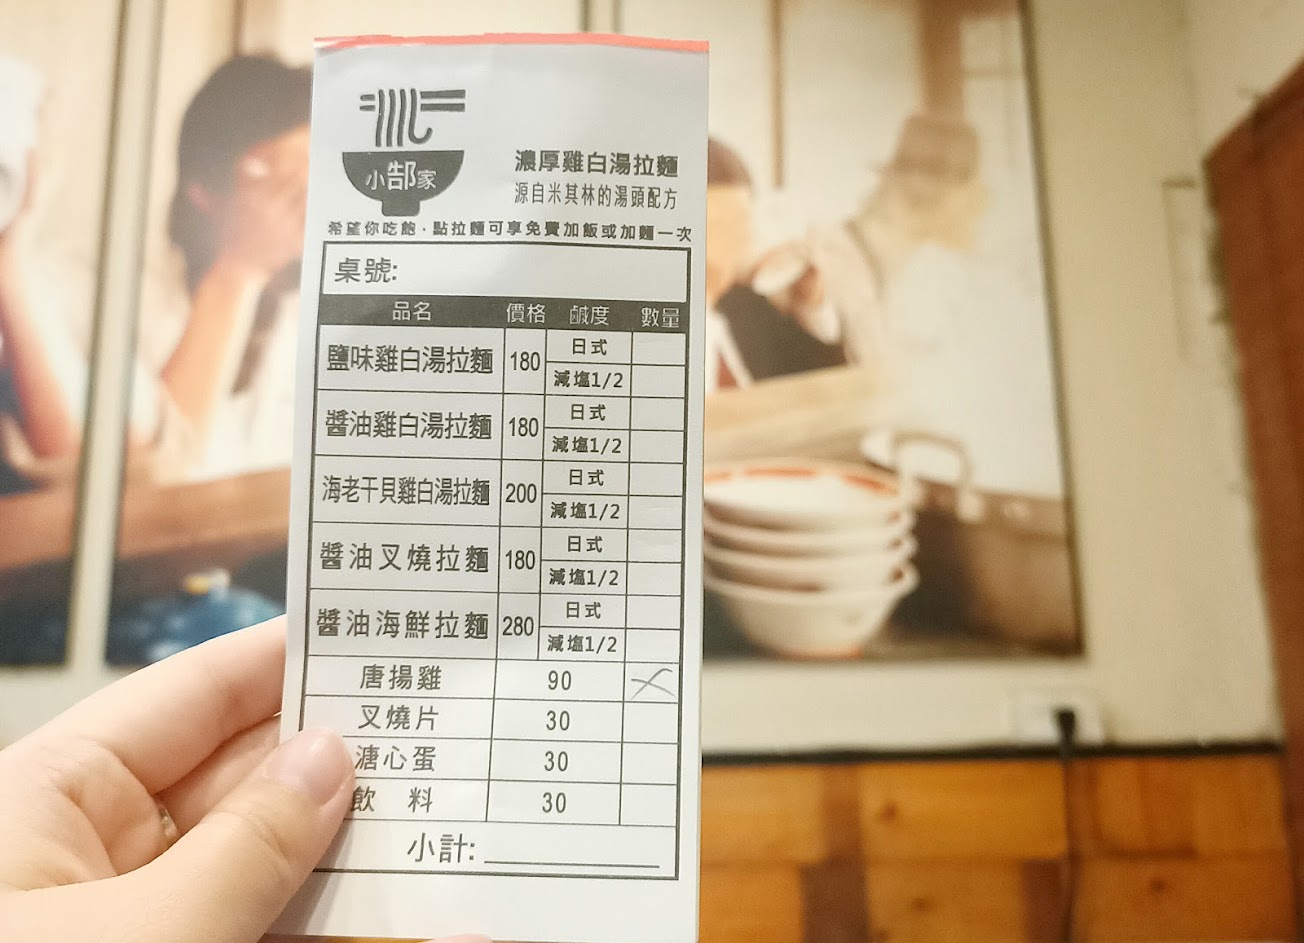 小郜家
濃厚雞白湯拉麵
源自米其林的湯頭配方
希望你吃飽·點拉麵可享免費加飯或加麵一次
桌號:
品名 價格 鹹度 數量
鹽味雞白湯拉麵 180 日式
減塩1/2
醬油雞白湯拉麵 180 日式
減塩1/2
海老干貝雞白湯拉麵 200 日式
減塩1/2
醬油叉燒拉麵 180 日式
減塩1/2
醬油海鮮拉麵 280 日式
減塩1/2
唐揚雞 90
叉燒片 30
溏心蛋 30
飲 料 30
小計: